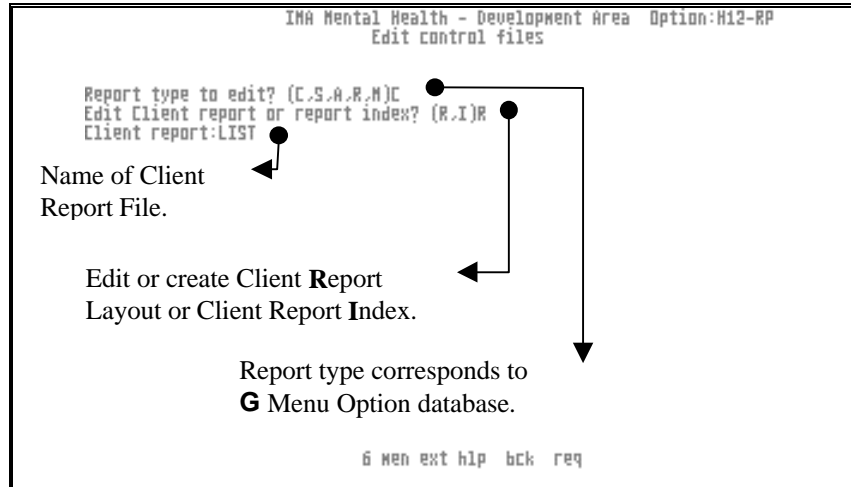 IMA Mental Health - Development Area Option:H12-RP
Edit control files
Report type to edit? (C,S,A,R,M)C
Edit Client report or report index? (R,I)R
Client report:LIST
Name of Client
Report File.
Edit or create Client Report
Layout or Client Report Index.
Report type corresponds to
G Menu Option database.
6 men ext hlp bck req